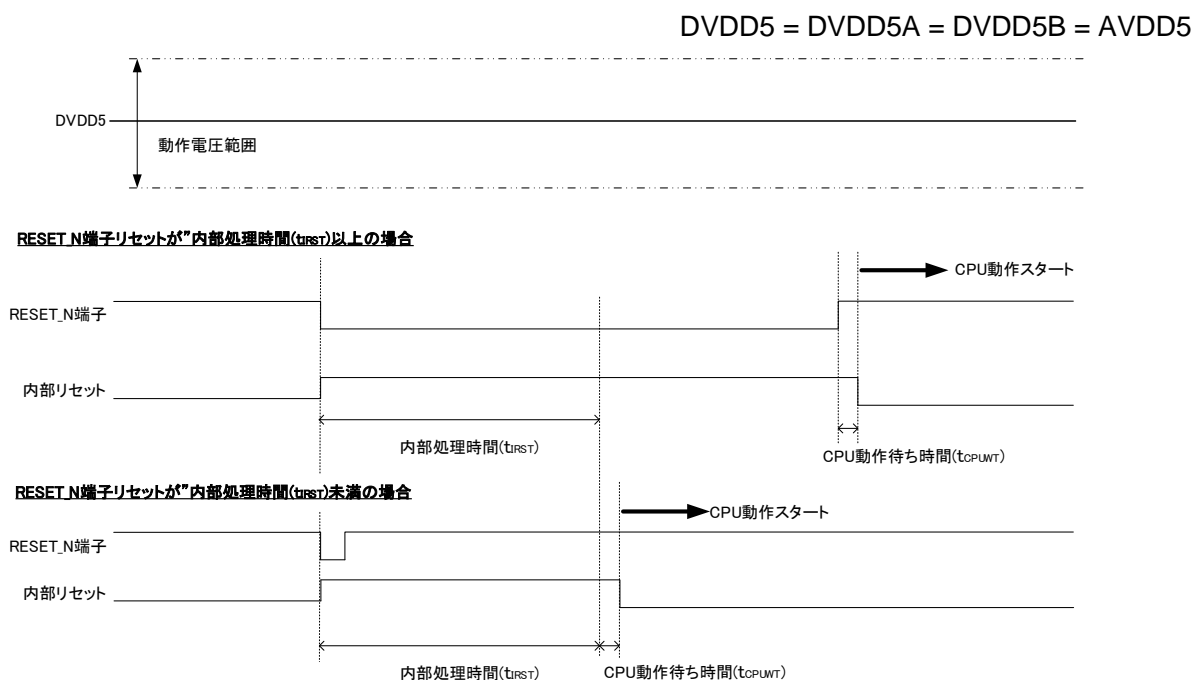 DVDD5 = DVDD5A = DVDD5B = AVDD5
DVDD5
動作電圧範囲
RESET_N端子リセットが"内部処理時間(tIRST)以上の場合
CPU動作スタート
RESET_N端子
内部リセット
内部処理時間(tIRST)
CPU動作待ち時間(tCPUWT)
RESET_N端子リセットが"内部処理時間(tIRST)未満の場合
CPU動作スタート
RESET_N端子
内部リセット
内部処理時間(tIRST)
CPU動作待ち時間(tCPUWT)